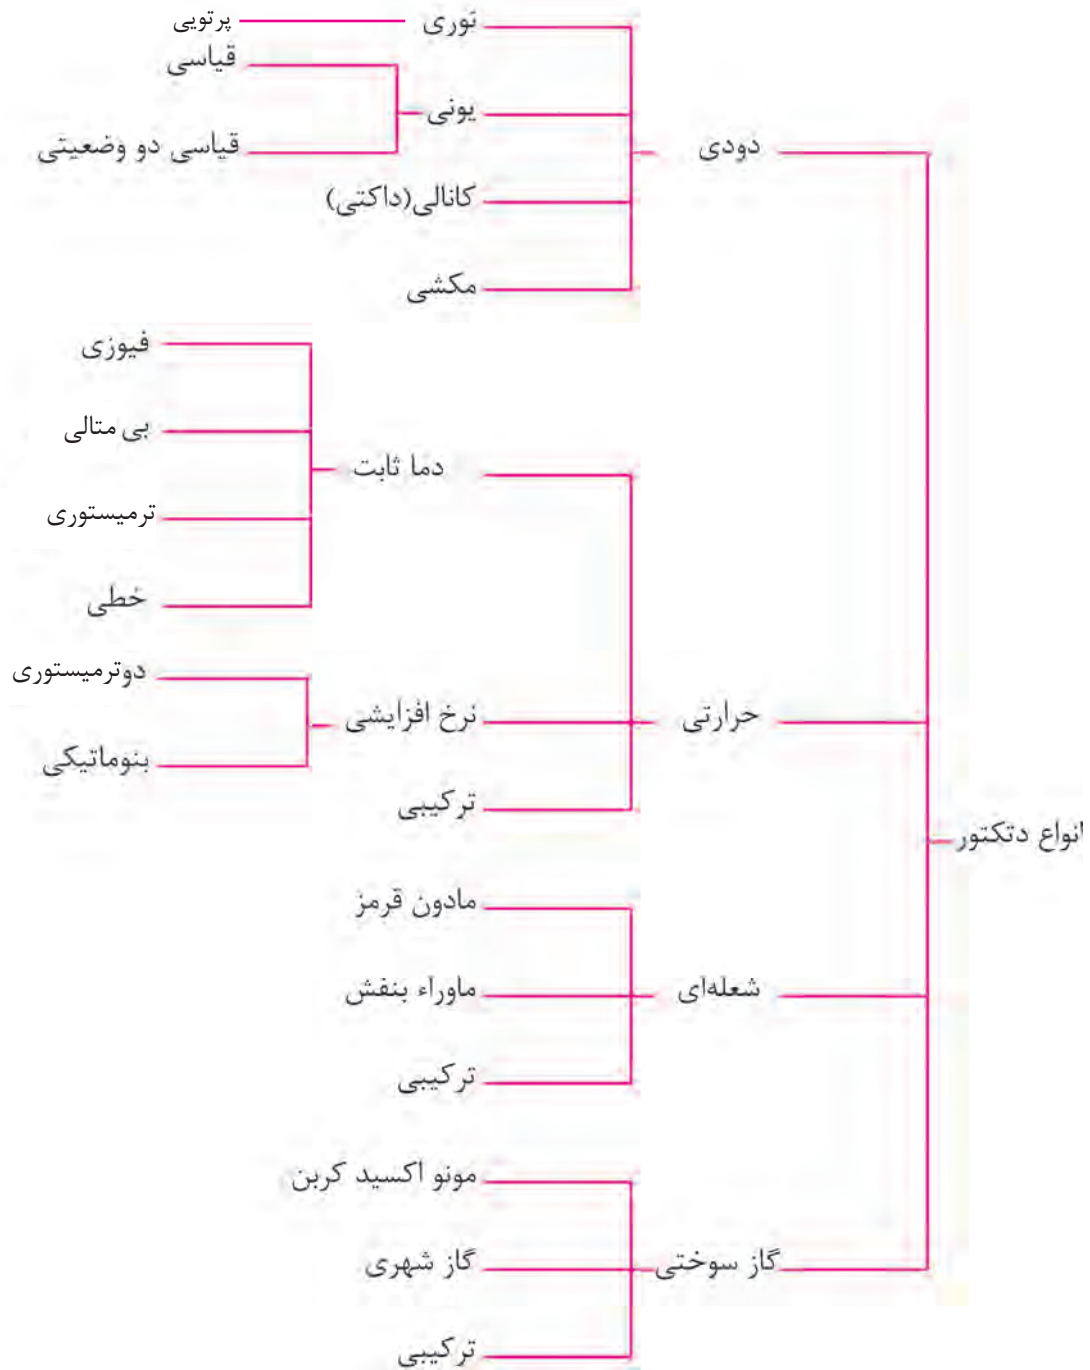 انواع دتکتور
دودی
نوری
پرتویی
یونی
قیاسی
قیاسی دو وضعیتی
کانالی(داکتی)
مکشی
حرارتی
دما ثابت
فیوزی
بی متالی
ترمیستوری
خطی
نرخ افزایشی
دوترمیستوری
بنوماتیکی
ترکیبی
شعله‌ای
مادون قرمز
ماوراء بنفش
ترکیبی
گاز سوختی
مونو اکسید کربن
گاز شهری
ترکیبی